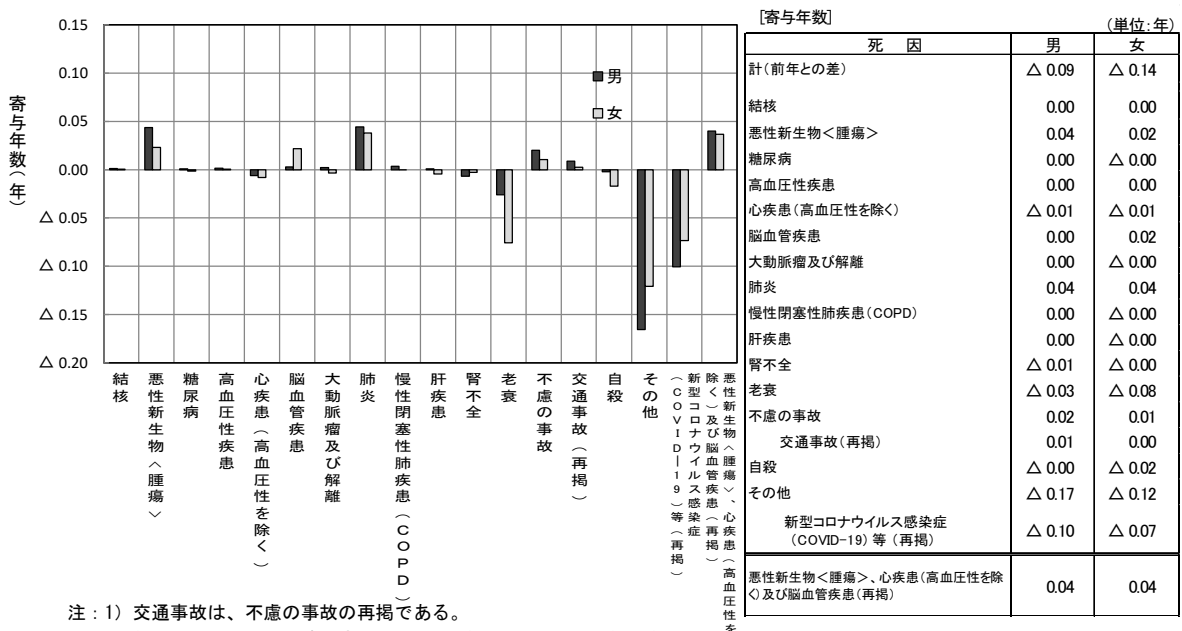 0.15
0.10
0.05
0.00
△ 0.05
△ 0.10
△ 0.15
△ 0.20
寄与年数(年)
男
女
結核
悪性新生物<腫瘍>
糖尿病
高血圧性疾患
心疾患(高血圧性を除く)
脳血管疾患
大動脈瘤及び解離
肺炎
慢性閉塞性肺疾患(COPD)
肝疾患
腎不全
老衰
不慮の事故
交通事故(再掲)
自殺
その他
新型コロナウイルス感染症
(COVID-19)等(再掲)
悪性新生物<腫瘍>、心疾患(高血圧性を
除く)及び脳血管疾患(再掲)
注:1) 交通事故は、不慮の事故の再掲である。
[寄与年数]
(単位:年)
死 因 男 女
計(前年との差) △ 0.09 △ 0.14
結核 0.00 0.00
悪性新生物<腫瘍> 0.04 0.02
糖尿病 0.00 △ 0.00
高血圧性疾患 0.00 0.00
心疾患(高血圧性を除く) △ 0.01 △ 0.01
脳血管疾患 0.00 0.02
大動脈瘤及び解離 0.00 △ 0.00
肺炎 0.04 0.04
慢性閉塞性肺疾患(COPD) 0.00 △ 0.00
肝疾患 0.00 △ 0.00
腎不全 △ 0.01 △ 0.00
老衰 △ 0.03 △ 0.08
不慮の事故 0.02 0.01
交通事故(再掲) 0.01 0.00
自殺 △ 0.00 △ 0.02
その他 △ 0.17 △ 0.12
新型コロナウイルス感染症
(COVID-19) 等 (再掲) △ 0.10 △ 0.07
悪性新生物<腫瘍>、心疾患(高血圧性を除
く)及び脳血管疾患(再掲) 0.04 0.04